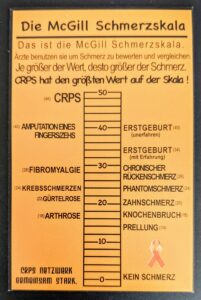 Die McGill Schmerzskala
Das ist die McGill Schmerzskala.
Ärzte benutzen sie um Schmerz zu bewerten und vergleichen.
Je größer der Wert, desto größer der Schmerz.
CRPS hat den größten Wert auf der Skala !
50
CRPS
AMPUTATION EINES
FINGERS/ZEHS
40
ERSTGEBURT
(unerfahren)
ERSTGEBURT
(mit Erfahrung)
30
FIBROMYALGIE
CHRONISCHER
RÜCKENSCHMERZ
KREBSSCHMERZEN
PHANTOMSCHMERZ
GÜRTELROSE
20
ZAHNSCHMERZ
ARTHROSE
KNOCHENBRUCH
PRELLUNG
10
CRPS NETZWERK
GEMEINSAM STARK.
0
KEIN SCHMERZ